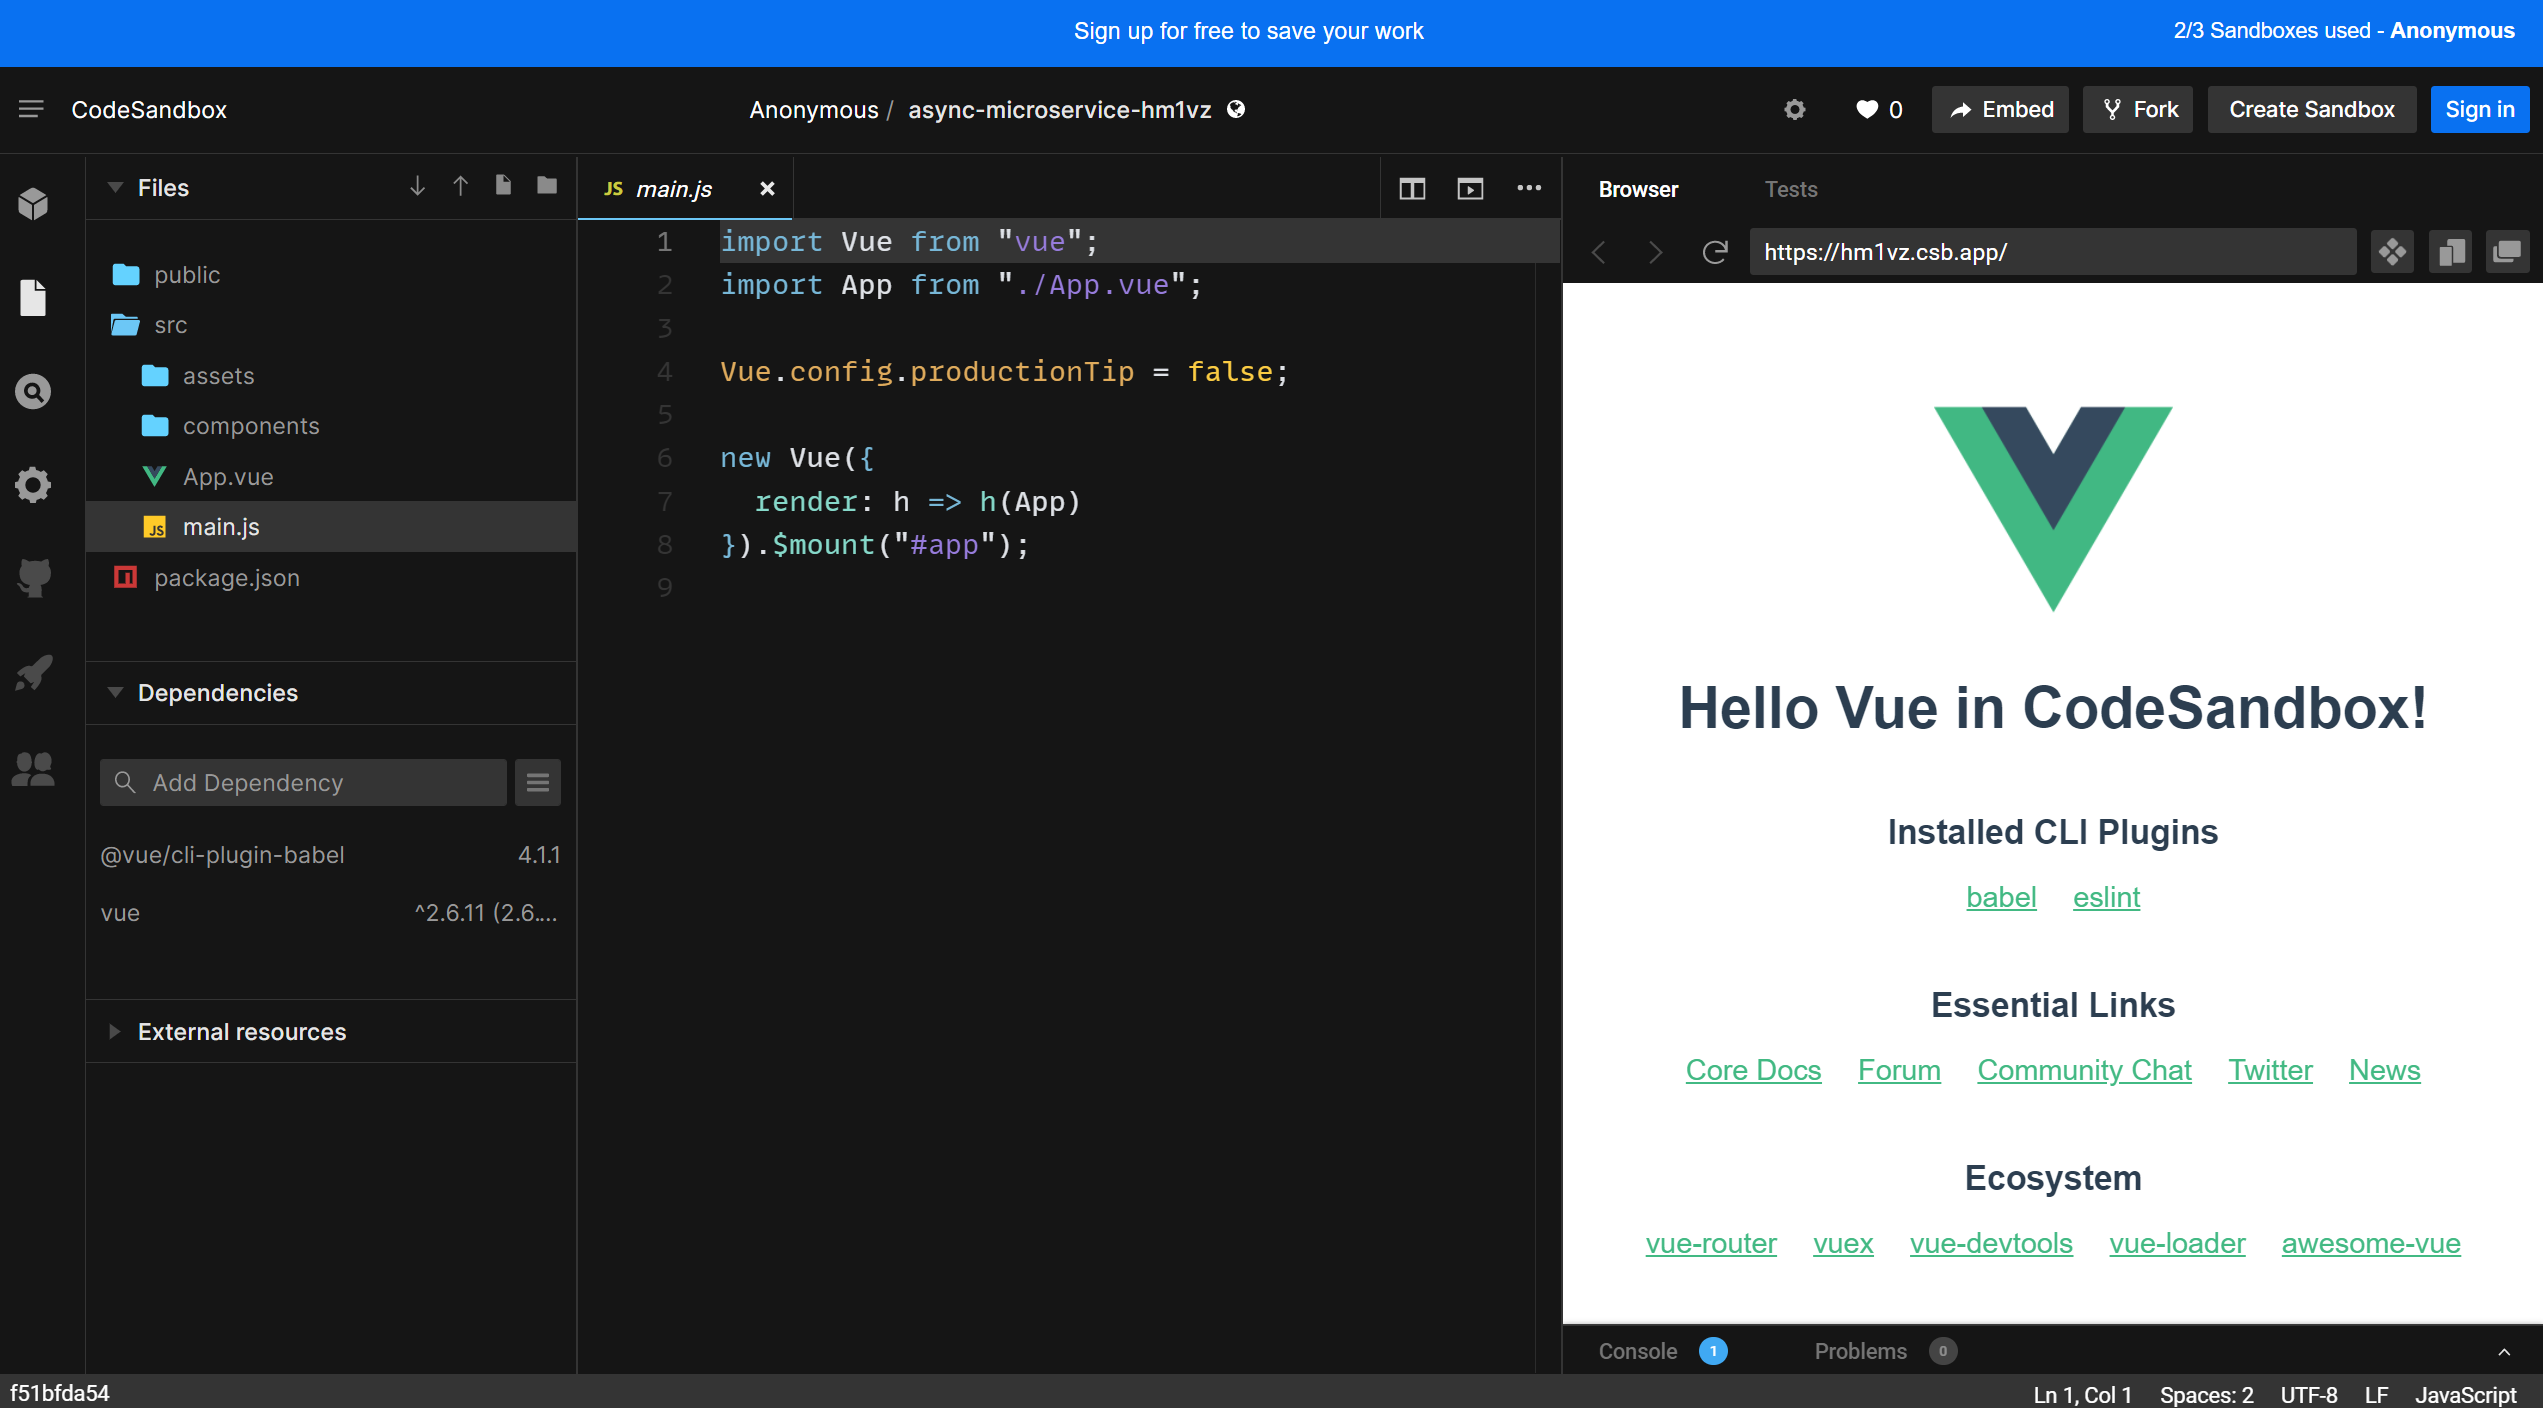 Sign up for free to save your work
2/3 Sandboxes used - Anonymous
CodeSandbox
Anonymous / async-microservice-hm1vz
0
Embed
Fork
Create Sandbox
Sign in
Files
public
src
assets
components
App.vue
JS main.js
package.json
Dependencies
Add Dependency
@vue/cli-plugin-babel 4.1.1
vue ^2.6.11 (2.6....
External resources
JS main.js
1 import Vue from "vue";
2 import App from "./App.vue";
3
4 Vue.config.productionTip = false;
5
6 new Vue({
7   render: h => h(App)
8 }).$mount("#app");
9
Browser Tests
https://hm1vz.csb.app/
Hello Vue in CodeSandbox!
Installed CLI Plugins
babel eslint
Essential Links
Core Docs Forum Community Chat Twitter News
Ecosystem
vue-router vuex vue-devtools vue-loader awesome-vue
Console 1 Problems 0
f51bfda54
Ln 1, Col 1 Spaces: 2 UTF-8 LF JavaScript